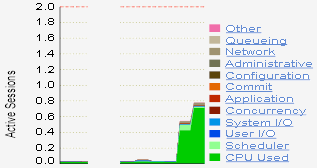 2.0
1.8
1.6
1.4
1.2
1.0
0.8
0.6
0.4
0.2
0.0
Active Sessions
Other
Queueing
Network
Administrative
Configuration
Commit
Application
Concurrency
System I/O
User I/O
Scheduler
CPU Used